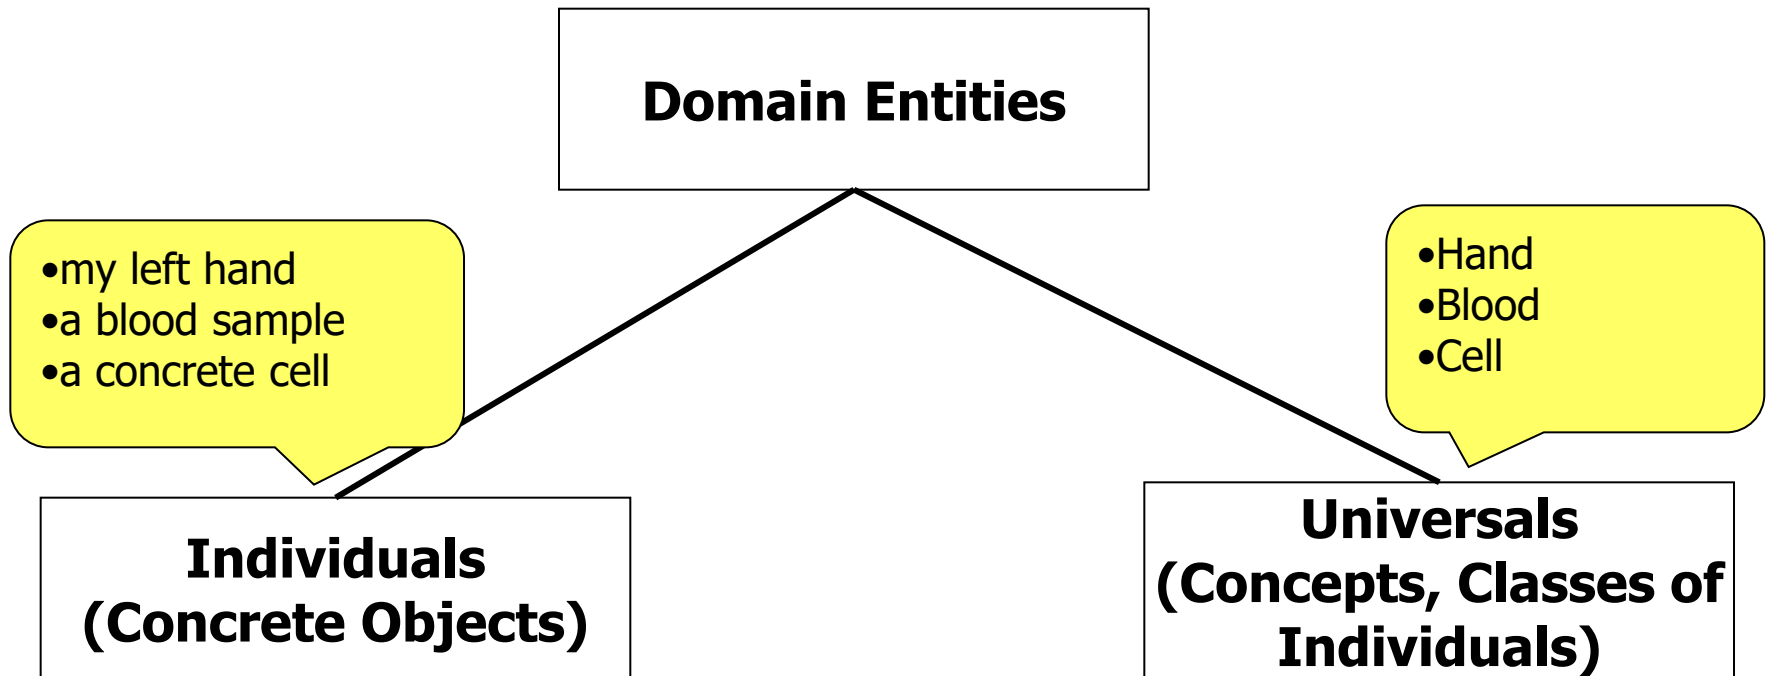 Domain Entities
•my left hand
•a blood sample
•a concrete cell
•Hand
•Blood
•Cell
Individuals
(Concrete Objects)
Universals
(Concepts, Classes of
Individuals)